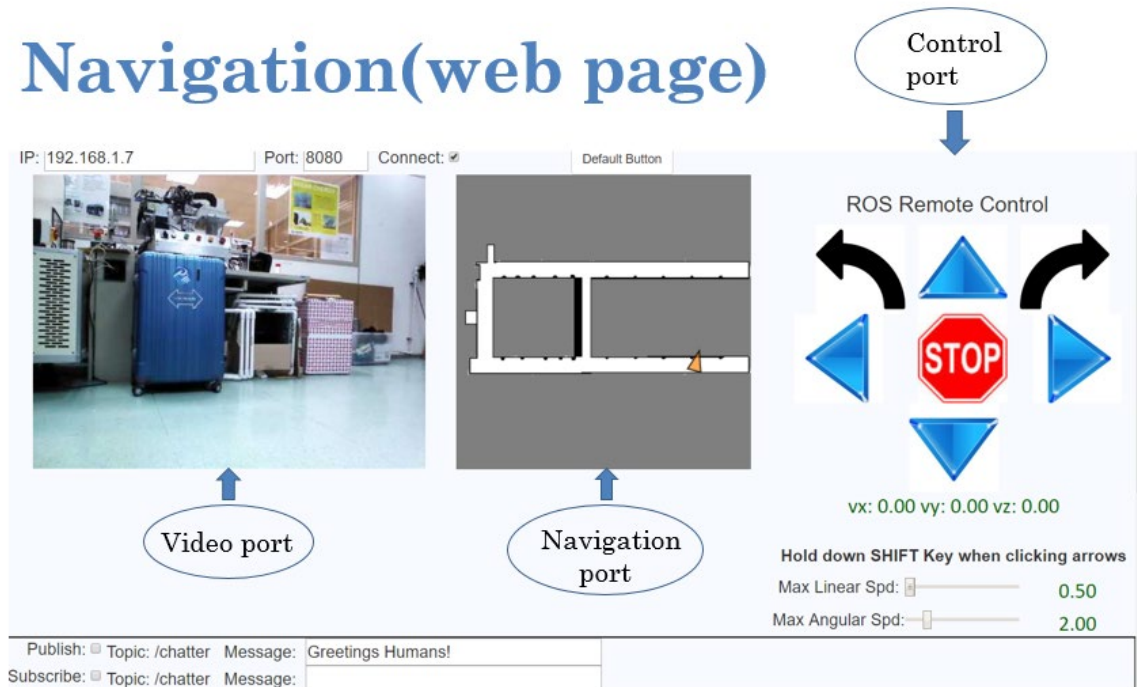 Navigation(web page)
Control
port
IP: 192.168.1.7 Port: 8080 Connect: Default Button
ROS Remote Control
STOP
vx: 0.00 vy: 0.00 vz: 0.00
Video port
Navigation
port
Hold down SHIFT Key when clicking arrows
Max Linear Spd: 0.50
Max Angular Spd: 2.00
Publish: Topic: /chatter Message: Greetings Humans!
Subscribe: Topic: /chatter Message: